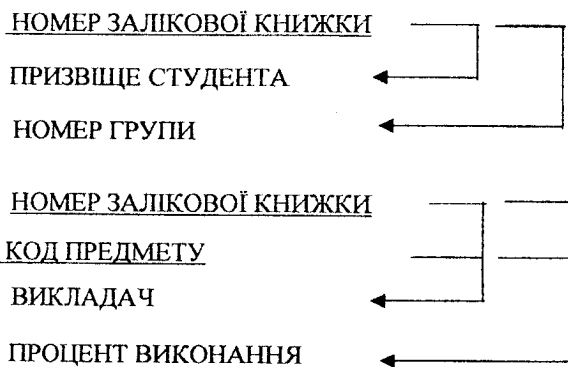 НОМЕР ЗАЛІКОВОЇ КНИЖКИ
ПРИЗВІЩЕ СТУДЕНТА
НОМЕР ГРУПИ
НОМЕР ЗАЛІКОВОЇ КНИЖКИ
КОД ПРЕДМЕТУ
ВИКЛАДАЧ
ПРОЦЕНТ ВИКОНАННЯ